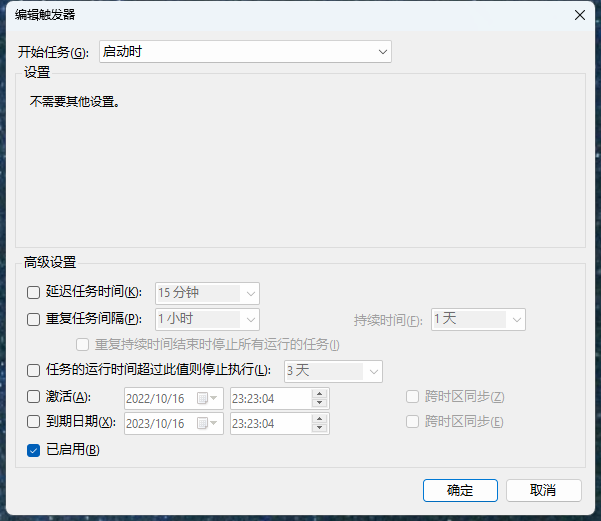 编辑触发器
开始任务(G): 启动时
设置
不需要其他设置。
高级设置
延迟任务时间(K): 15 分钟
重复任务间隔(P): 1 小时 持续时间(F): 1 天
重复持续时间结束时停止所有运行的任务(I)
任务的运行时间超过此值则停止执行(L): 3 天
激活(A): 2022/10/16 23:23:04 跨时区同步(Z)
到期日期(X): 2023/10/16 23:23:04 跨时区同步(E)
已启用(B)
确定 取消